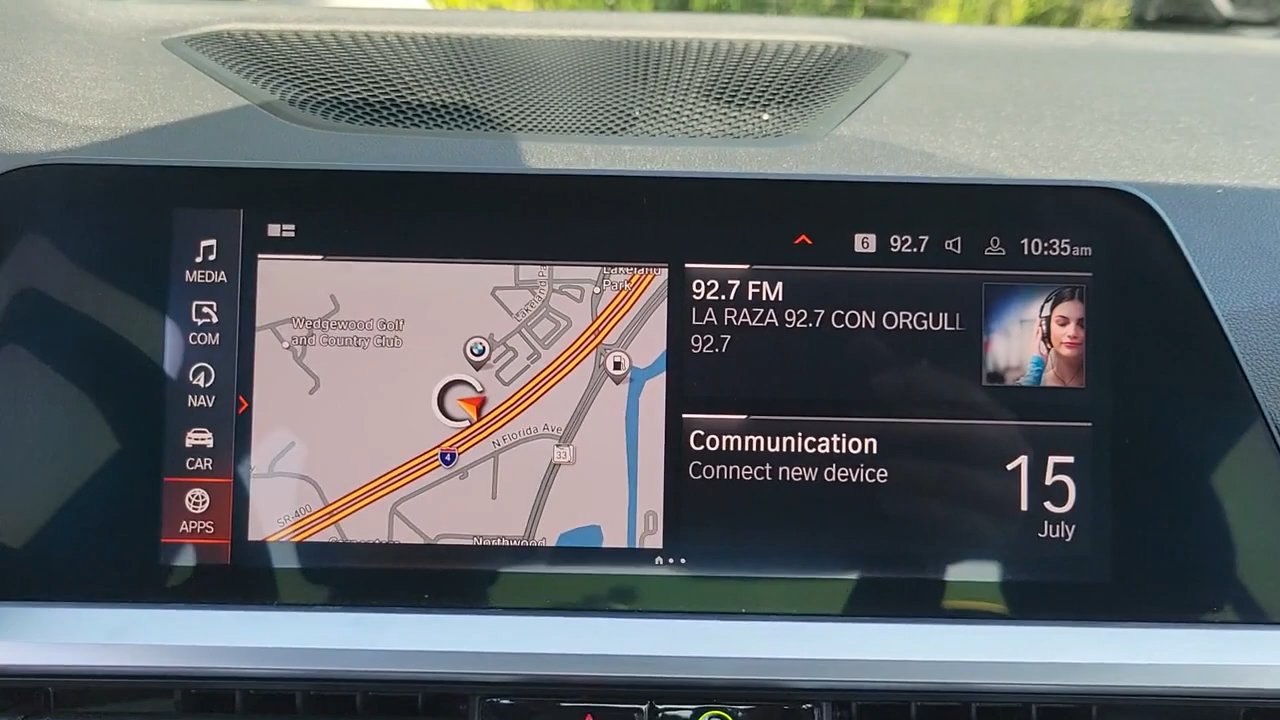 6 92.7 10:35am
MEDIA
COM
NAV
CAR
APPS
Lakeland
Park
Lakeland Pa
Wedgewood Golf
and Country Club
N Florida Ave
33
4
SR-400
Northwood
92.7 FM
LA RAZA 92.7 CON ORGULL
92.7
Communication
Connect new device
15
July